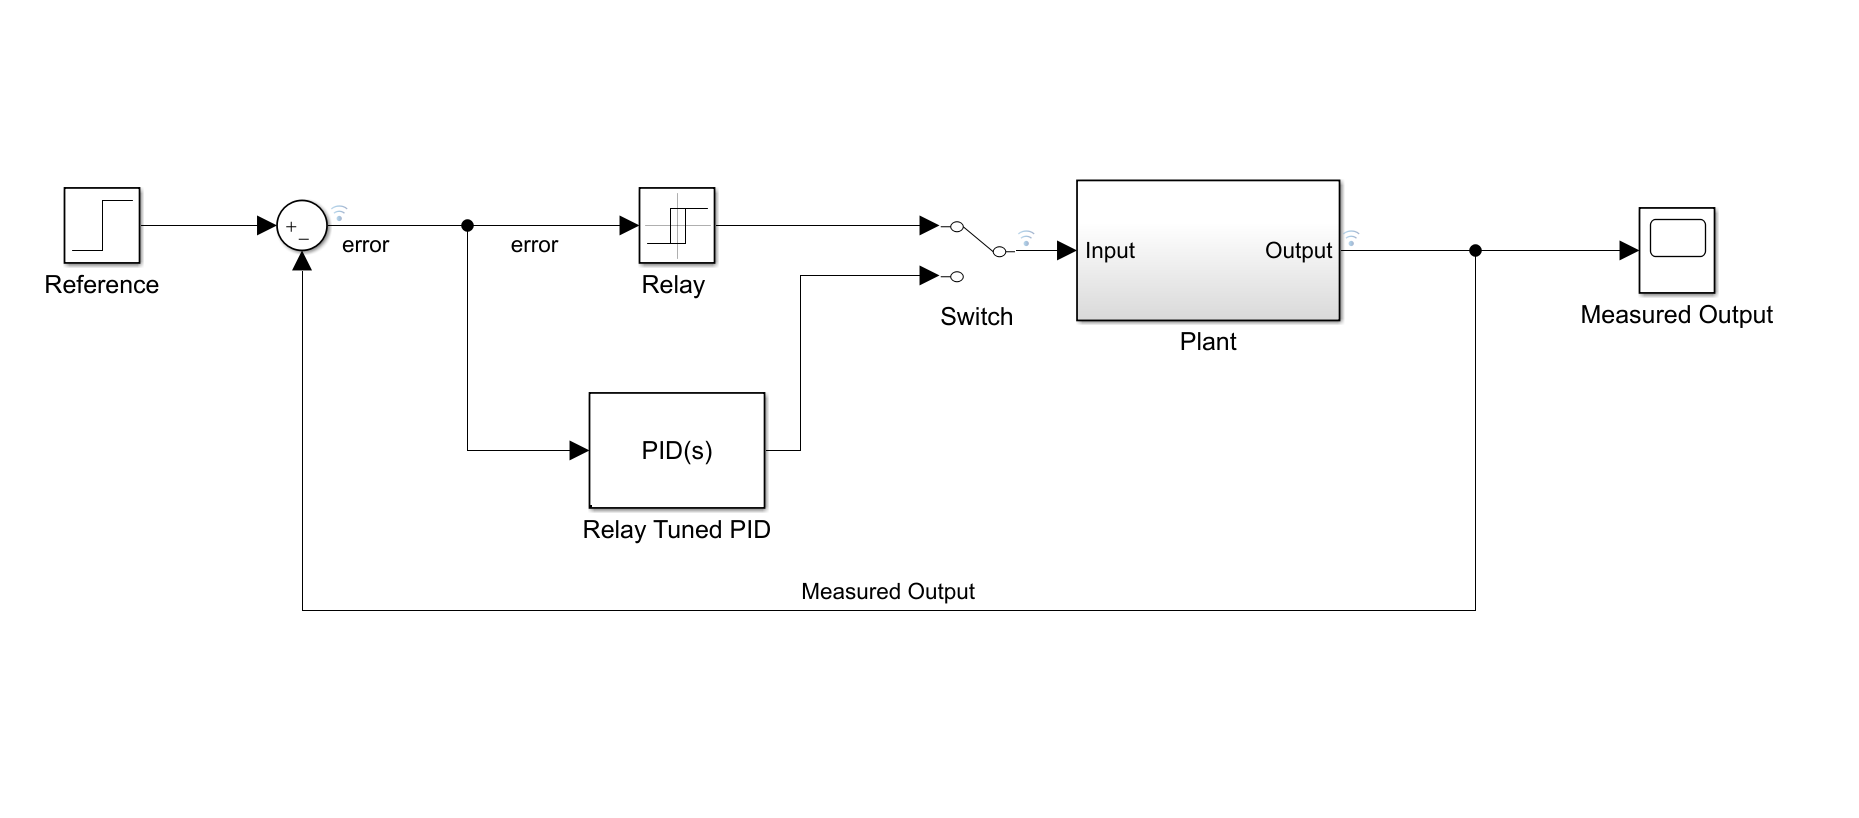 Reference
+
−
error
error
Relay
Switch
Input
Output
Plant
Measured Output
PID(s)
Relay Tuned PID
Measured Output